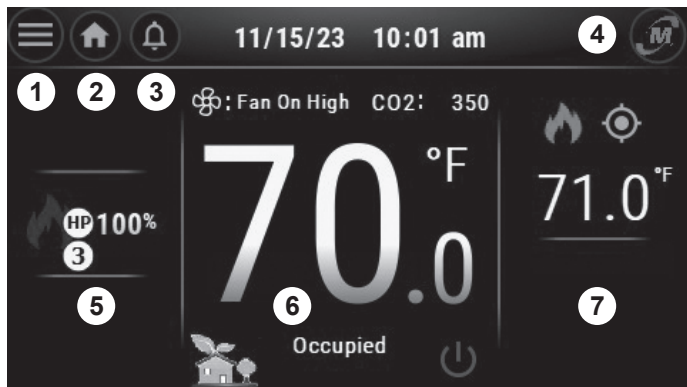 11/15/23 10:01 am
4
M
1 2 3
Fan On High CO2: 350
70.0 °F
71.0 °F
HP 100%
3
5
6
7
Occupied